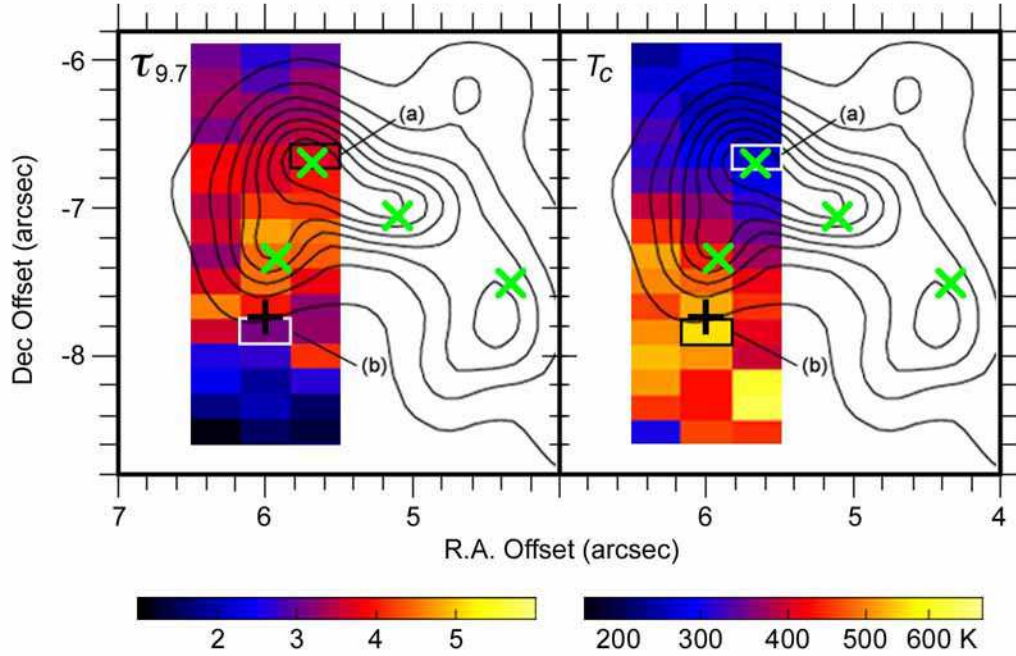 τ9.7
Tc
(a)
(a)
(b)
(b)
-6
-7
-8
Dec Offset (arcsec)
7 6 5 6 5 4
R.A. Offset (arcsec)
2 3 4 5
200 300 400 500 600 K